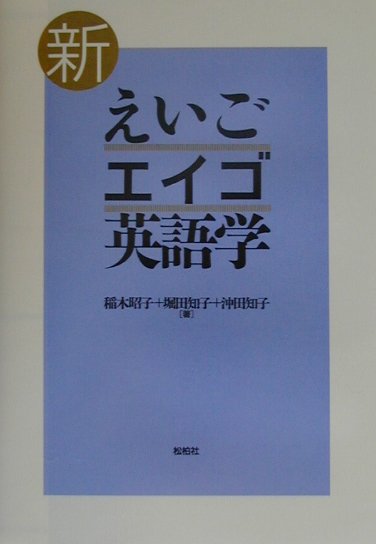 新
えいご
エイゴ
英語学
稲木昭子+堀田知子+沖田知子
[著]
松柏社